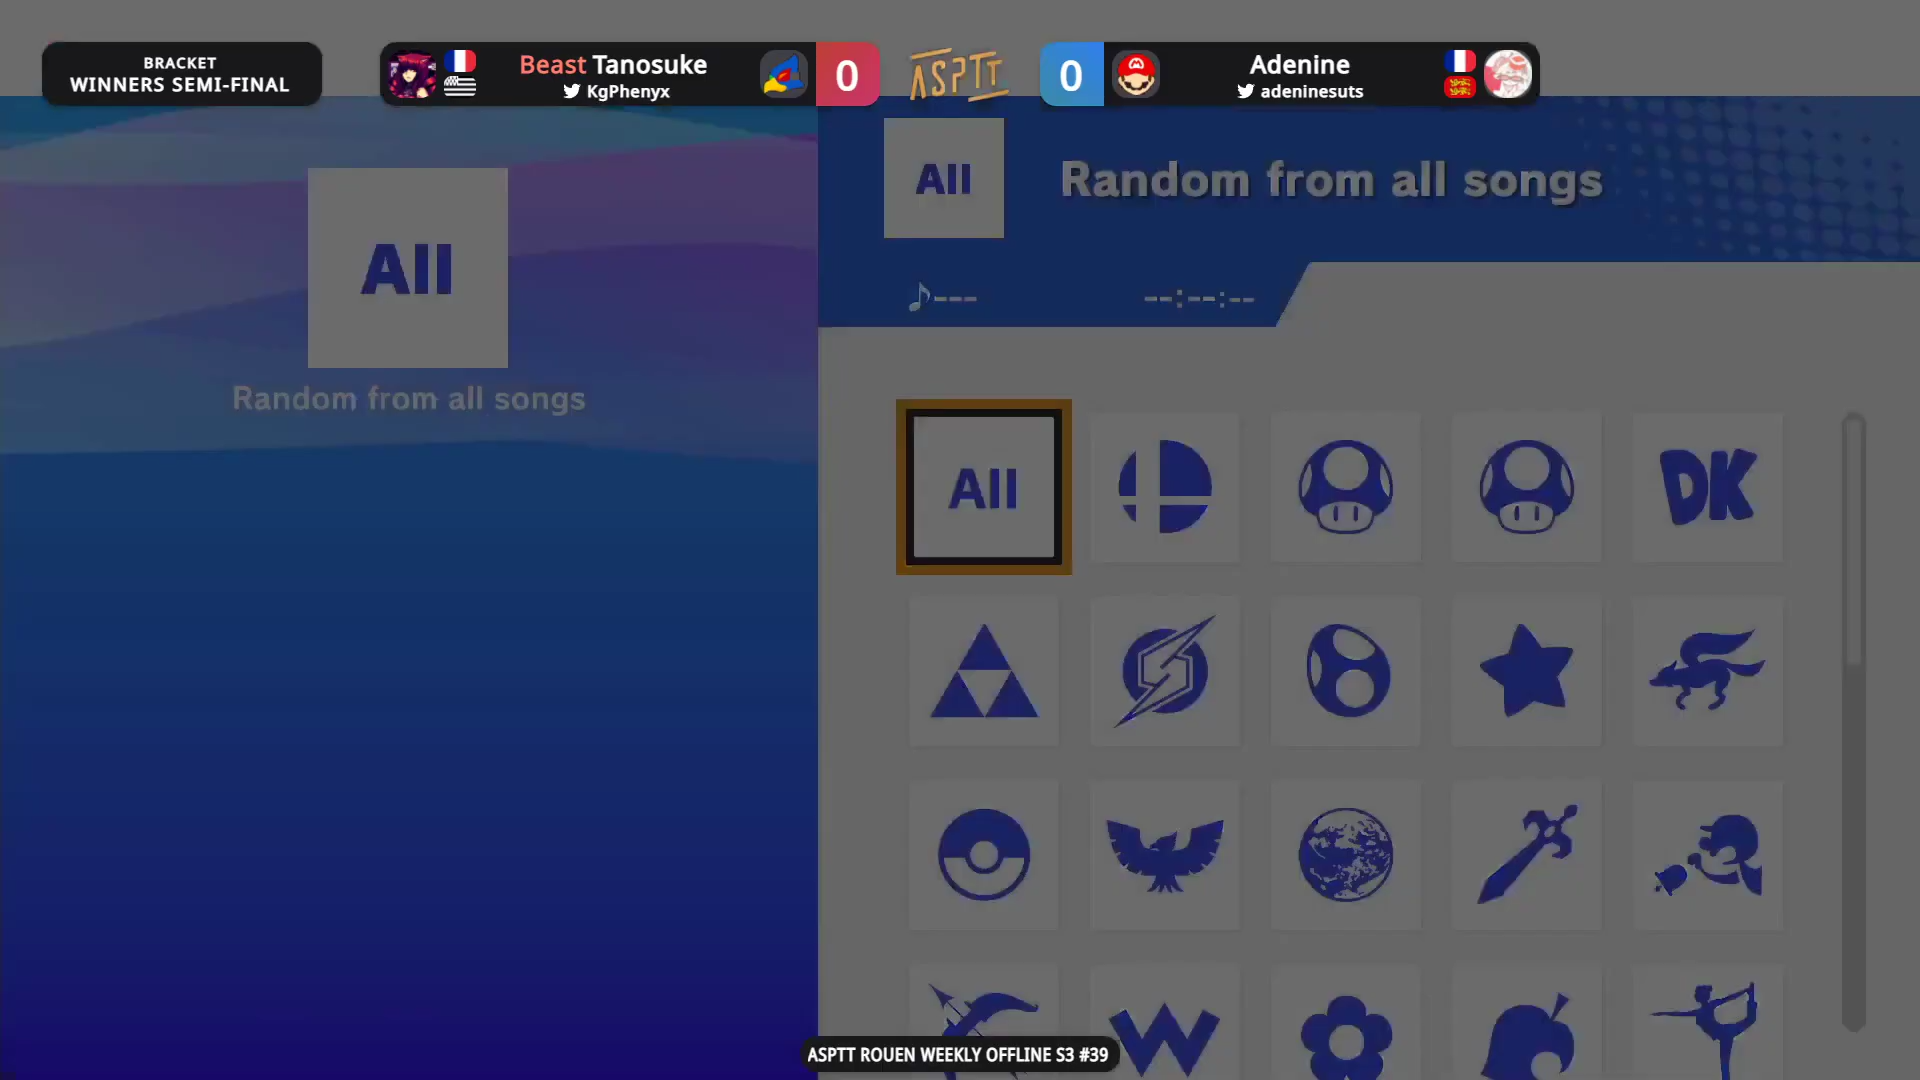 BRACKET
WINNERS SEMI-FINAL
Beast Tanosuke
KgPhenyx
0
ASPTT
0
Adenine
adeninesuts
All
Random from all songs
All
Random from all songs
♪---
--:--:--
All
DK
W
ASPTT ROUEN WEEKLY OFFLINE S3 #39